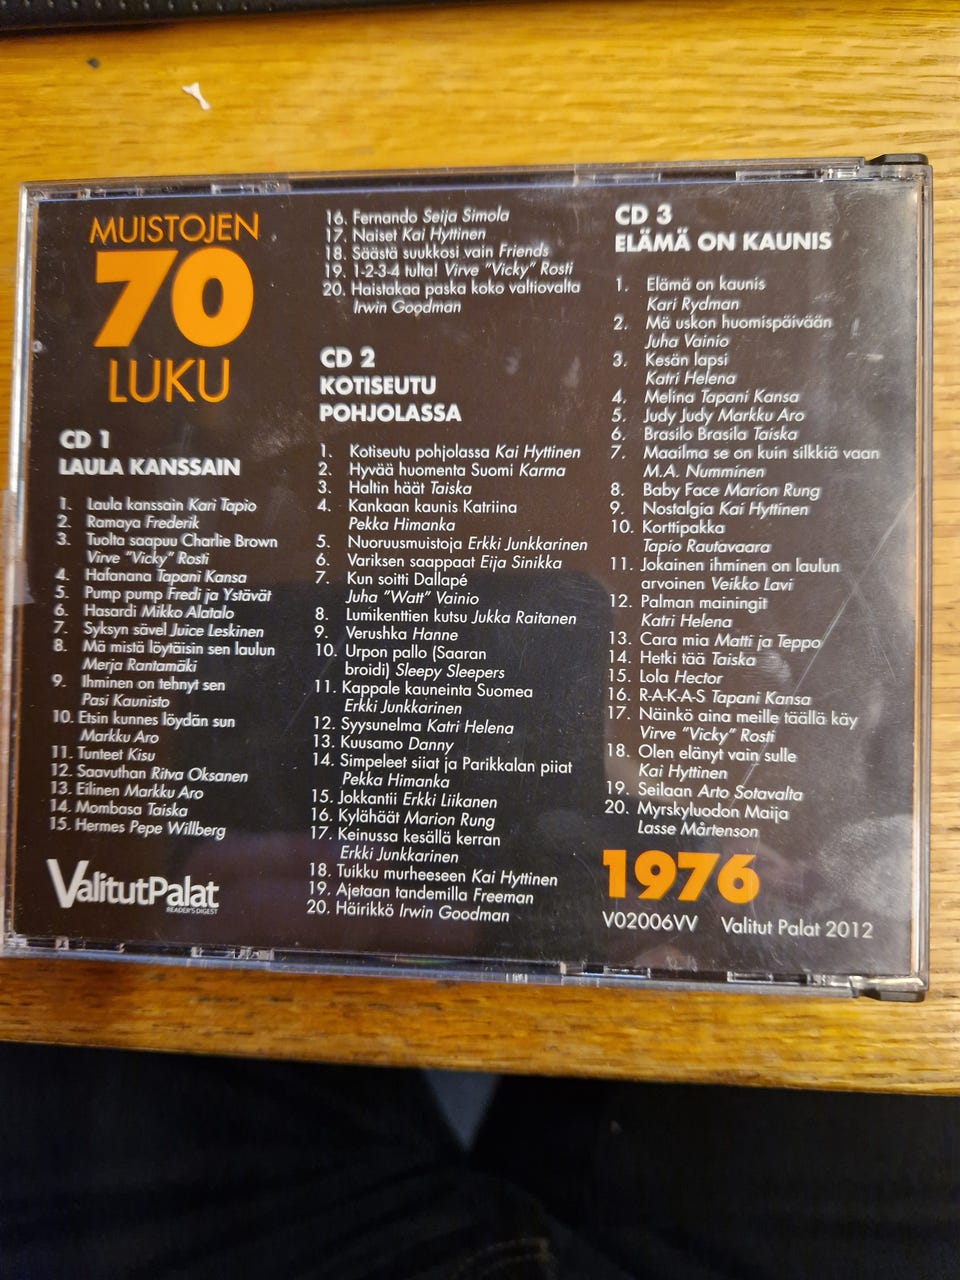 MUISTOJEN
70
LUKU
CD 1
LAULA KANSSAIN
1. Laula kanssain Kari Tapio
2. Ramaya Frederik
3. Tuolta saapuu Charlie Brown
Virve "Vicky" Rosti
4. Hafanana Tapani Kansa
5. Pump pump Fredi ja Ystävät
6. Hasardi Mikko Alatalo
7. Syksyn sävel Juice Leskinen
8. Mä mistä löytäisin sen laulun
Merja Rantamäki
9. Ihminen on tehnyt sen
Pasi Kaunisto
10. Etsin kunnes löydän sun
Markku Aro
11. Tunteet Kisu
12. Saavuthan Ritva Oksanen
13. Eilinen Markku Aro
14. Mombasa Taiska
15. Hermes Pepe Willberg
ValitutPalat
READER'S DIGEST
16. Fernando Seija Simola
17. Naiset Kai Hyttinen
18. Säästä suukkosi vain Friends
19. 1-2-3-4 tulta! Virve "Vicky" Rosti
20. Haistakaa paska koko valtiovalta
Irwin Goodman
CD 2
KOTISEUTU
POHJOLASSA
1. Kotiseutu pohjolassa Kai Hyttinen
2. Hyvää huomenta Suomi Karma
3. Haltin häät Taiska
4. Kankaan kaunis Katriina
Pekka Himanka
5. Nuoruusmuistoja Erkki Junkkarinen
6. Variksen saappaat Eija Sinikka
7. Kun soitti Dallapé
Juha "Watt" Vainio
8. Lumikenttien kutsu Jukka Raitanen
9. Verushka Hanne
10. Urpon pallo (Saaran
broidi) Sleepy Sleepers
11. Kappale kauneinta Suomea
Erkki Junkkarinen
12. Syysunelma Katri Helena
13. Kuusamo Danny
14. Simpeleet siiat ja Parikkalan piiat
Pekka Himanka
15. Jokkantii Erkki Liikanen
16. Kylähäät Marion Rung
17. Keinussa kesällä kerran
Erkki Junkkarinen
18. Tuikku murheeseen Kai Hyttinen
19. Ajetaan tandemilla Freeman
20. Häirikkö Irwin Goodman
CD 3
ELÄMÄ ON KAUNIS
1. Elämä on kaunis
Kari Rydman
2. Mä uskon huomispäivään
Juha Vainio
3. Kesän lapsi
Katri Helena
4. Melina Tapani Kansa
5. Judy Judy Markku Aro
6. Brasilo Brasila Taiska
7. Maailma se on kuin silkkiä vaan
M.A. Numminen
8. Baby Face Marion Rung
9. Nostalgia Kai Hyttinen
10. Korttipakka
Tapio Rautavaara
11. Jokainen ihminen on laulun
arvoinen Veikko Lavi
12. Palman mainingit
Katri Helena
13. Cara mia Matti ja Teppo
14. Hetki tää Taiska
15. Lola Hector
16. R-A-K-A-S Tapani Kansa
17. Näinkö aina meille täällä käy
Virve "Vicky" Rosti
18. Olen elänyt vain sulle
Kai Hyttinen
19. Seilaan Arto Sotavalta
20. Myrskyluodon Maija
Lasse Mårtenson
1976
V02006VV Valitut Palat 2012